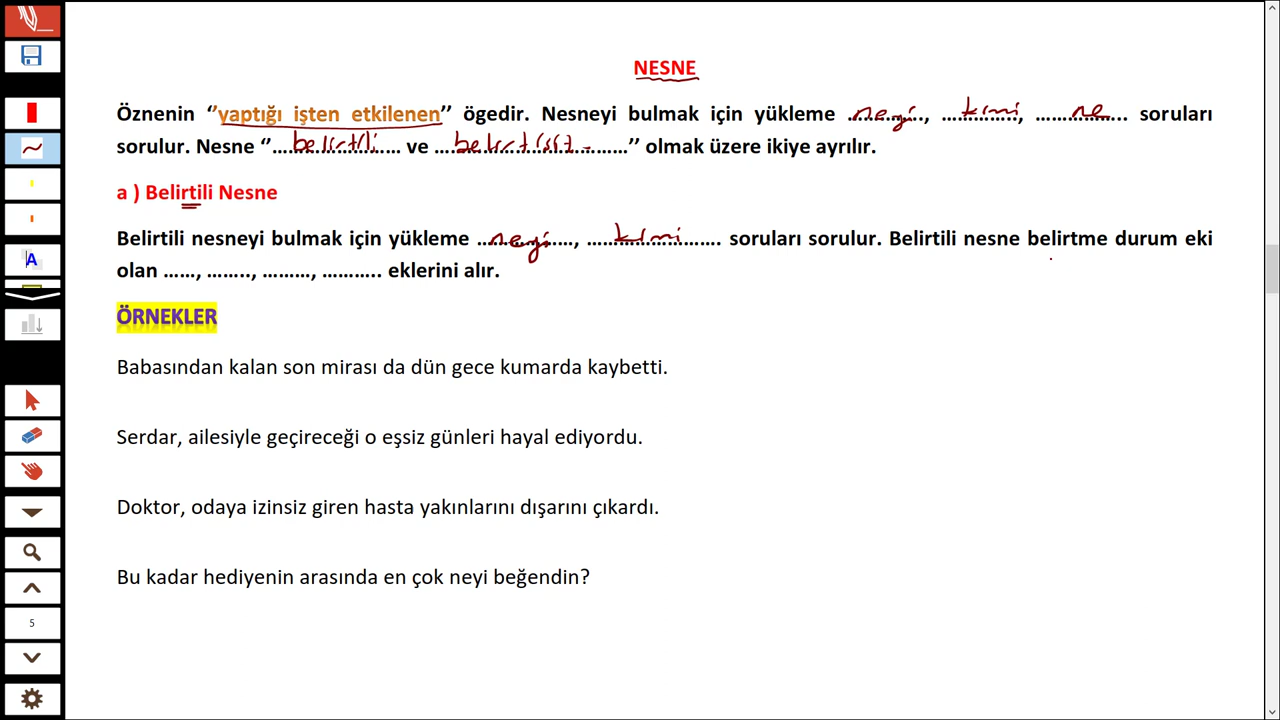 NESNE
Öznenin ‘’yaptığı işten etkilenen’’ ögedir. Nesneyi bulmak için yükleme …neyi…, …kimi…, …ne… soruları
sorulur. Nesne ‘’…belirtili… ve …belirtisiz…’’ olmak üzere ikiye ayrılır.
a ) Belirtili Nesne
Belirtili nesneyi bulmak için yükleme …neyi…, …kimi… soruları sorulur. Belirtili nesne belirtme durum eki
olan ……, …….., ………, ……….. eklerini alır.
ÖRNEKLER
Babasından kalan son mirası da dün gece kumarda kaybetti.
Serdar, ailesiyle geçireceği o eşsiz günleri hayal ediyordu.
Doktor, odaya izinsiz giren hasta yakınlarını dışarını çıkardı.
Bu kadar hediyenin arasında en çok neyi beğendin?
A
5